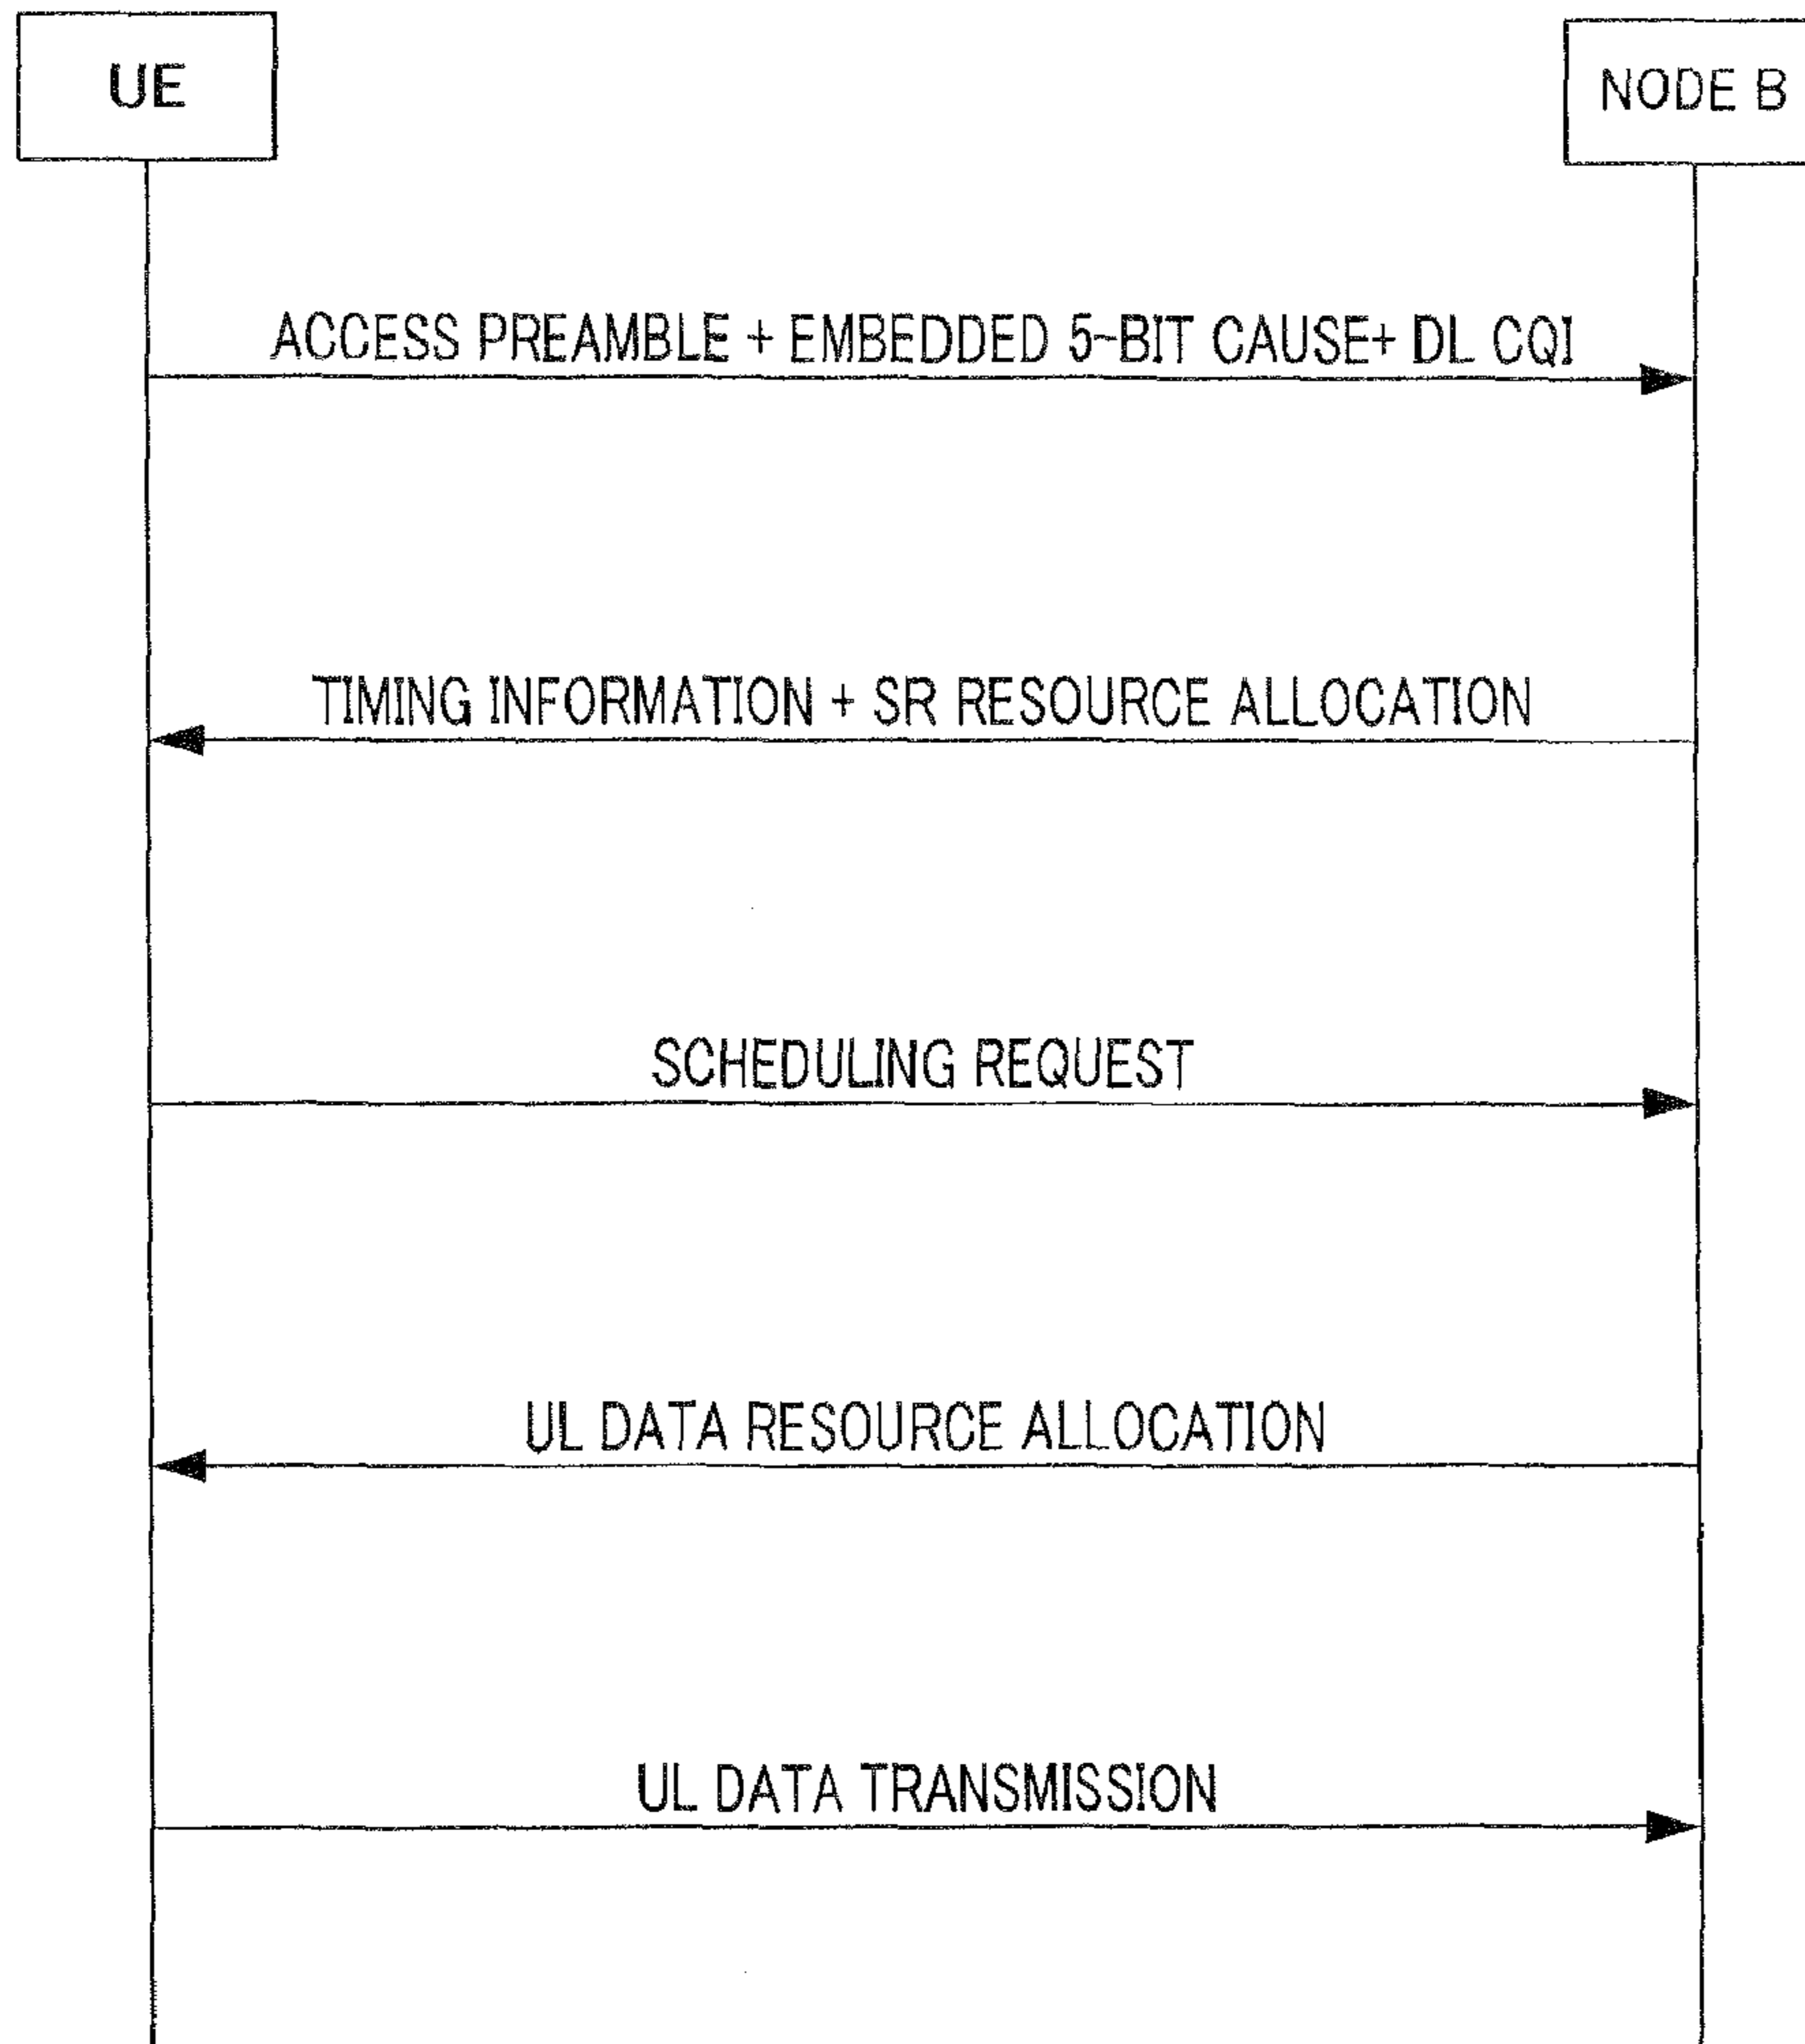 UE
NODE B
ACCESS PREAMBLE + EMBEDDED 5-BIT CAUSE+ DL CQI
TIMING INFORMATION + SR RESOURCE ALLOCATION
SCHEDULING REQUEST
UL DATA RESOURCE ALLOCATION
UL DATA TRANSMISSION